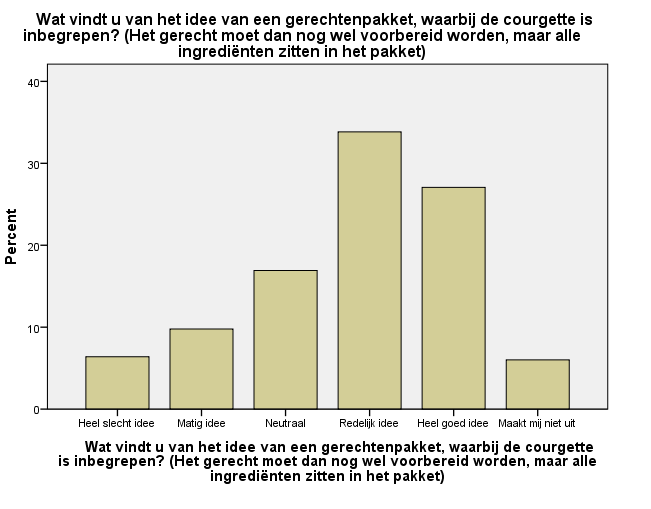 Wat vindt u van het idee van een gerechtenpakket, waarbij de courgette is
inbegrepen? (Het gerecht moet dan nog wel voorbereid worden, maar alle
ingrediënten zitten in het pakket)
Percent
40
30
20
10
0
Heel slecht idee
Matig idee
Neutraal
Redelijk idee
Heel goed idee
Maakt mij niet uit
Wat vindt u van het idee van een gerechtenpakket, waarbij de courgette
is inbegrepen? (Het gerecht moet dan nog wel voorbereid worden, maar alle
ingrediënten zitten in het pakket)